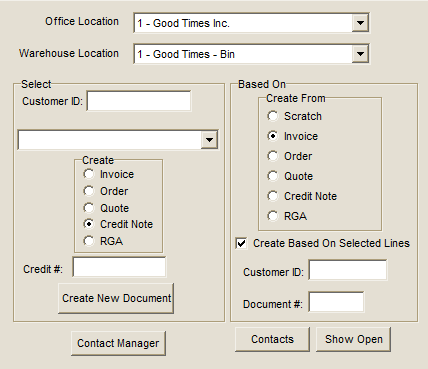 Office Location
1 - Good Times Inc.
Warehouse Location
1 - Good Times - Bin
Select
Customer ID:
Create
Invoice
Order
Quote
Credit Note
RGA
Credit #:
Create New Document
Contact Manager
Based On
Create From
Scratch
Invoice
Order
Quote
Credit Note
RGA
Create Based On Selected Lines
Customer ID:
Document #:
Contacts
Show Open